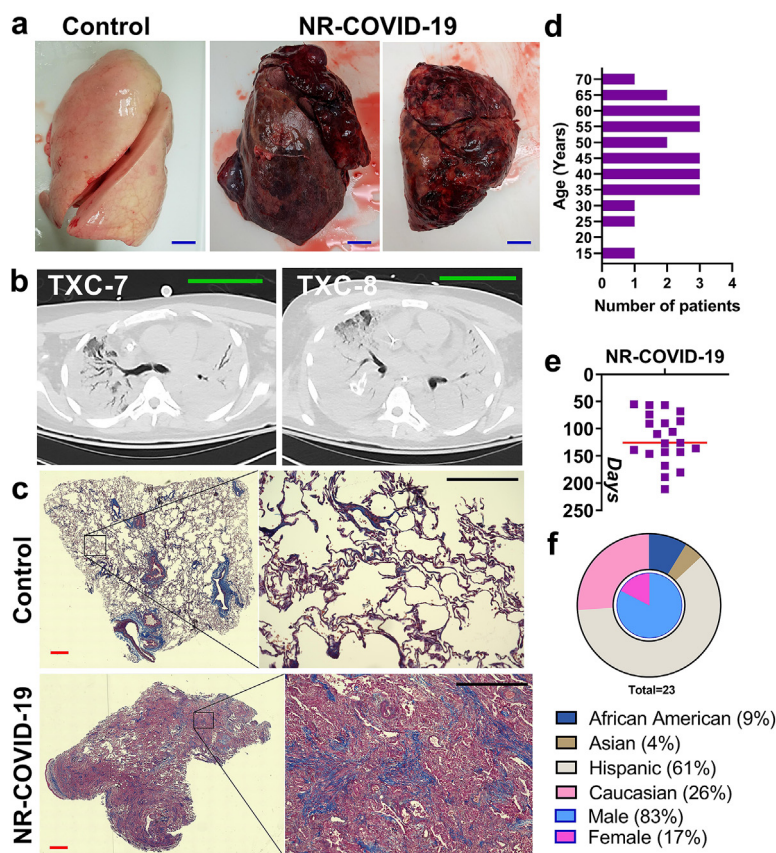 a
Control
NR-COVID-19
d
70
65
60
55
50
45
40
35
30
25
20
15
Age (Years)
0
1
2
3
4
Number of patients
b
TXC-7
TXC-8
e
NR-COVID-19
0
50
100
150
200
250
Days
c
Control
NR-COVID-19
f
Total=23
African American (9%)
Asian (4%)
Hispanic (61%)
Caucasian (26%)
Male (83%)
Female (17%)